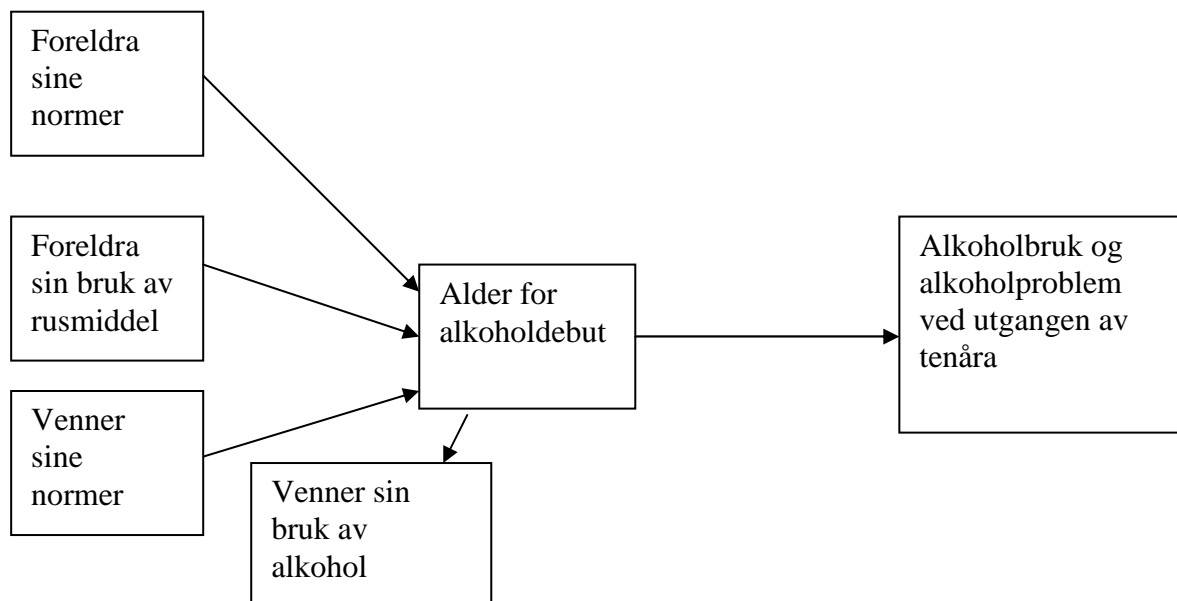 Foreldra
sine
normer
Foreldra
sin bruk av
rusmiddel
Venner
sine
normer
Alder for
alkoholdebut
Venner sin
bruk av
alkohol
Alkoholbruk og
alkoholproblem
ved utgangen av
tenåra